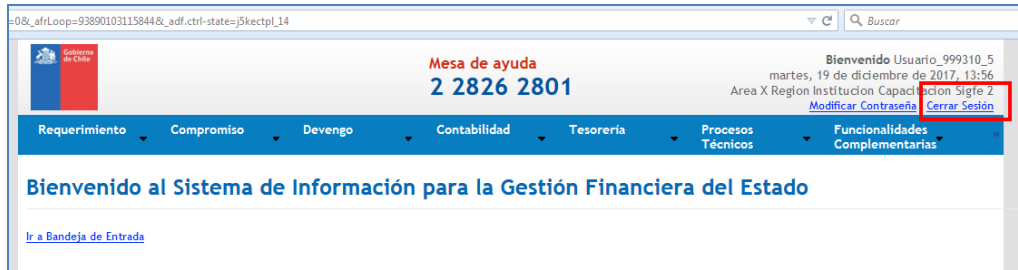 =0&_afrLoop=93890103115844&_adf.ctrl-state=j5kectpl_14
Buscar
Gobierno
de Chile
Mesa de ayuda
2 2826 2801
Bienvenido Usuario_999310_5
martes, 19 de diciembre de 2017, 13:56
Area X Region Institucion Capacitacion Sigfe 2
Modificar Contraseña Cerrar Sesión
Requerimiento Compromiso Devengo Contabilidad Tesorería Procesos Técnicos Funcionalidades Complementarias »
Bienvenido al Sistema de Información para la Gestión Financiera del Estado
Ir a Bandeja de Entrada